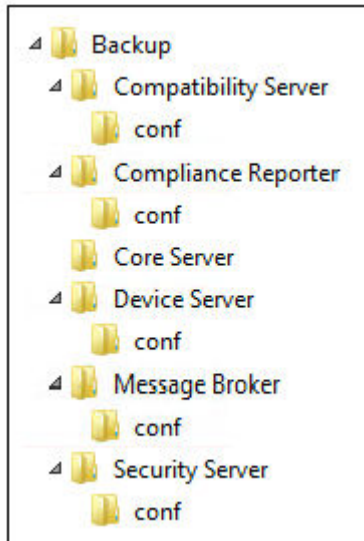 Backup
Compatibility Server
conf
Compliance Reporter
conf
Core Server
Device Server
conf
Message Broker
conf
Security Server
conf